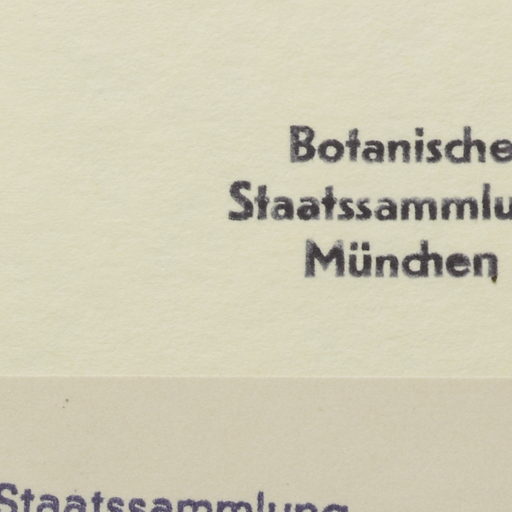 Botanische
Staatssammlu
München
Staatssammlung